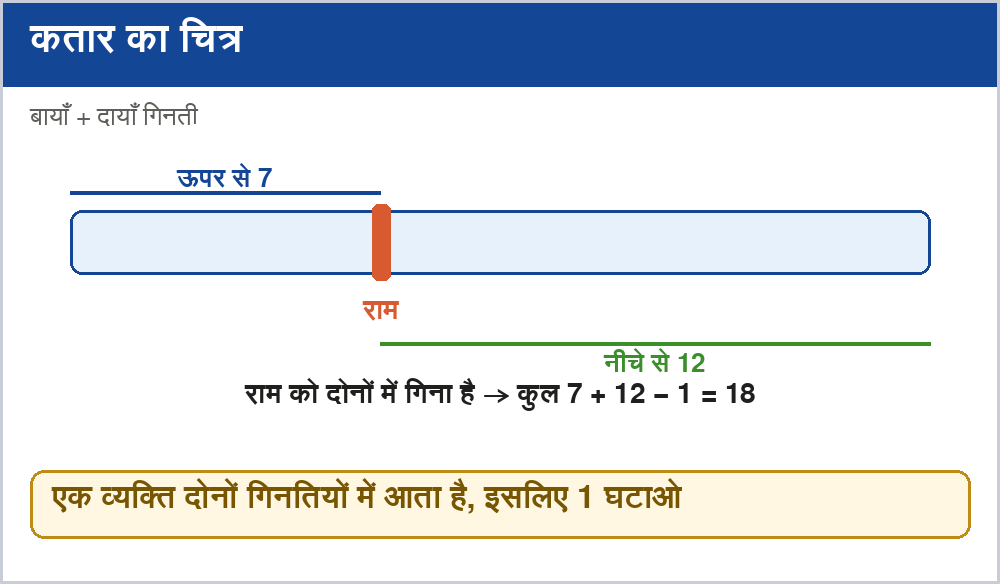 कतार का चित्र
बायाँ + दायाँ गिनती
ऊपर से 7
राम
नीचे से 12
राम को दोनों में गिना है → कुल 7 + 12 − 1 = 18
एक व्यक्ति दोनों गिनतियों में आता है, इसलिए 1 घटाओ